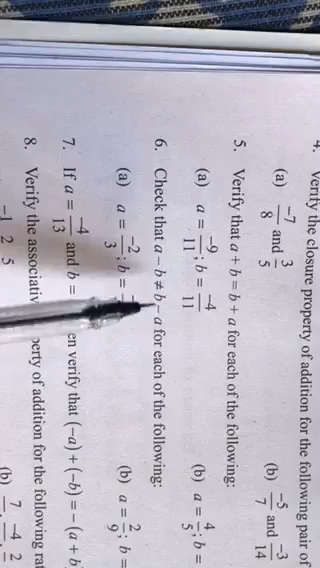 4. Verify the closure property of addition for the following pair of
(a) -7/8 and 3/5 (b) -5/7 and -3/14
5. Verify that a + b = b + a for each of the following:
(a) a = -9/11; b = -4/11 (b) a = 4/5; b =
6. Check that a - b ≠ b - a for each of the following:
(a) a = -2/3; b = (b) a = 2/9; b =
7. If a = -4/13 and b = en verify that (-a) + (-b) = - (a + b
8. Verify the associativ perty of addition for the following rat
-1 2 5 (b) 7 -4 2